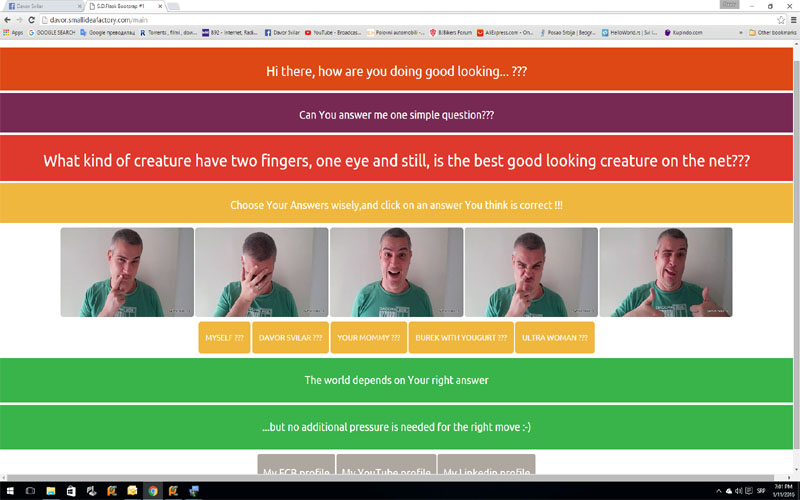 Davor Svilar
S.D.Flask Bootstrap #1
davor.smallideafactory.com/main
Apps
GOOGLE SEARCH
Google преводилац
Torrents, filmi, dom
B92 - Internet, Radi...
Davor Svilar
YouTube - Broadcas...
Polovni automobili -
BiBikers Forum
AliExpress.com - On...
Posao Srbija | Beogr...
HelloWorld.rs | Svi I...
Kupindo.com
Other bookmarks
Hi there, how are you doing good looking... ???
Can You answer me one simple question???
What kind of creature have two fingers, one eye and still, is the best good looking creature on the net???
Choose Your Answers wisely,and click on an answer You think is correct !!!
MYSELF ???
DAVOR SVILAR ???
YOUR MOMMY ???
BUREK WITH YOUGURT ???
ULTRA WOMAN ???
The world depends on Your right answer
...but no additional pressure is needed for the right move :-)
My FCB profile
My YouTube profile
My Linkedin profile
SRP
7:01 PM